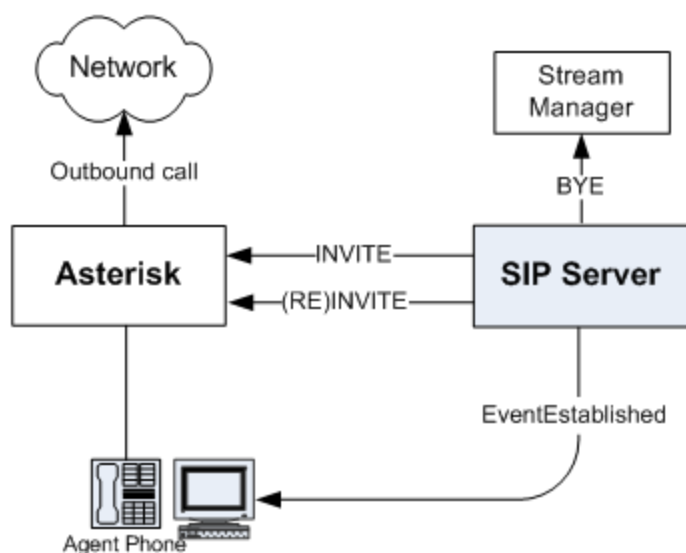 Network
Stream
Manager
Outbound call
BYE
Asterisk
INVITE
(RE)INVITE
SIP Server
EventEstablished
Agent Phone